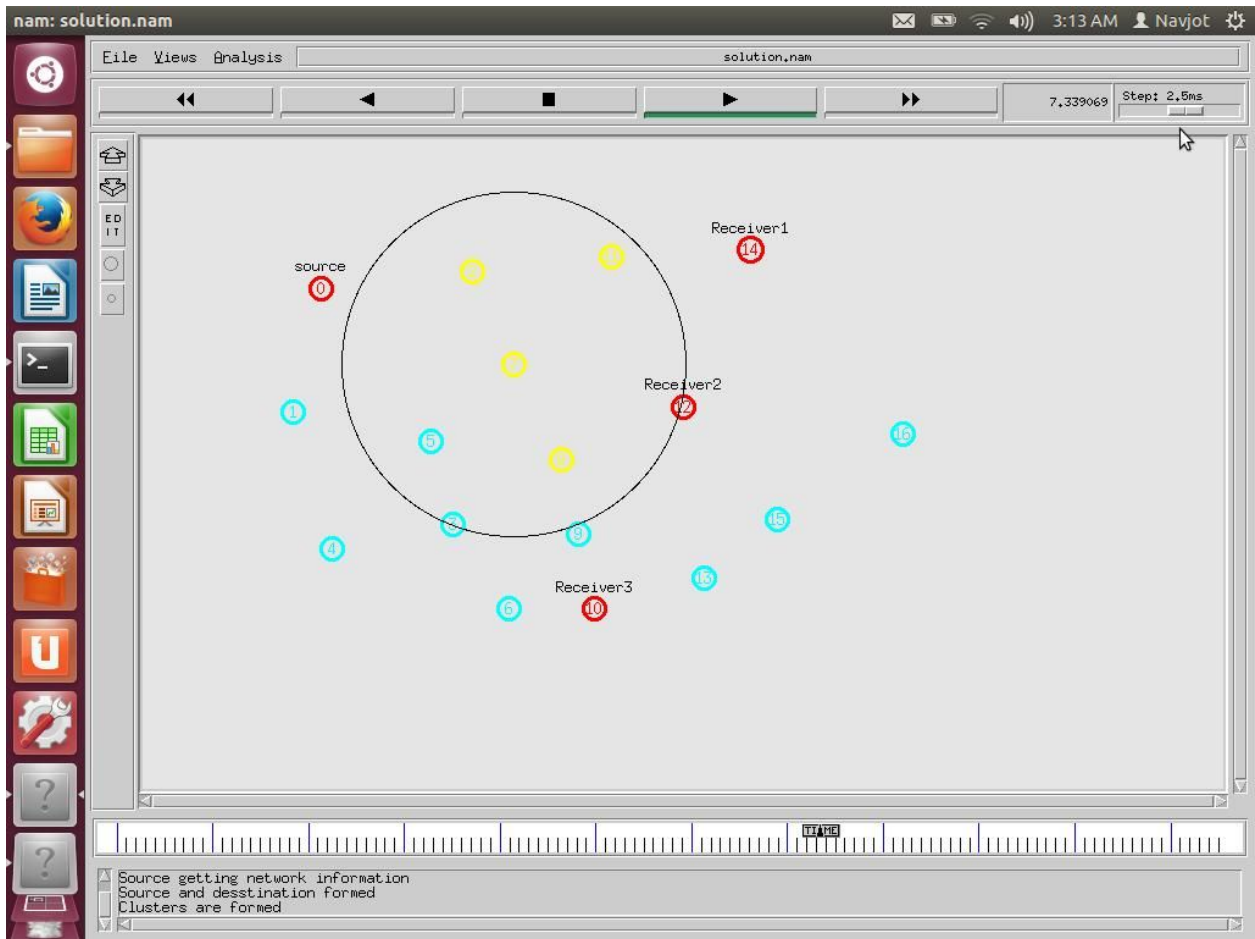 nam: solution.nam
3:13 AM Navjot
Eile Views Analysis
solution.nam
7.339069
Step: 2.5ms
ED
IT
Receiver1
14
source
0
Receiver2
12
1
5
16
3
9
15
4
13
Receiver3
6
10
TIME
Source getting network information
Source and desstination formed
Clusters are formed